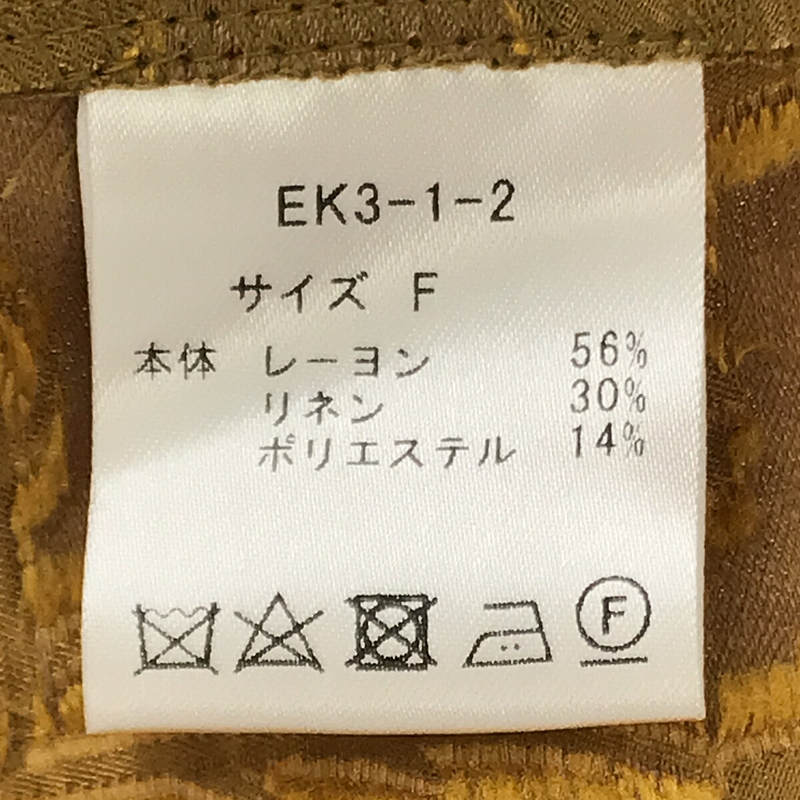 EK3-1-2
サイズ F
本体 レーヨン 56%
リネン 30%
ポリエステル 14%
F